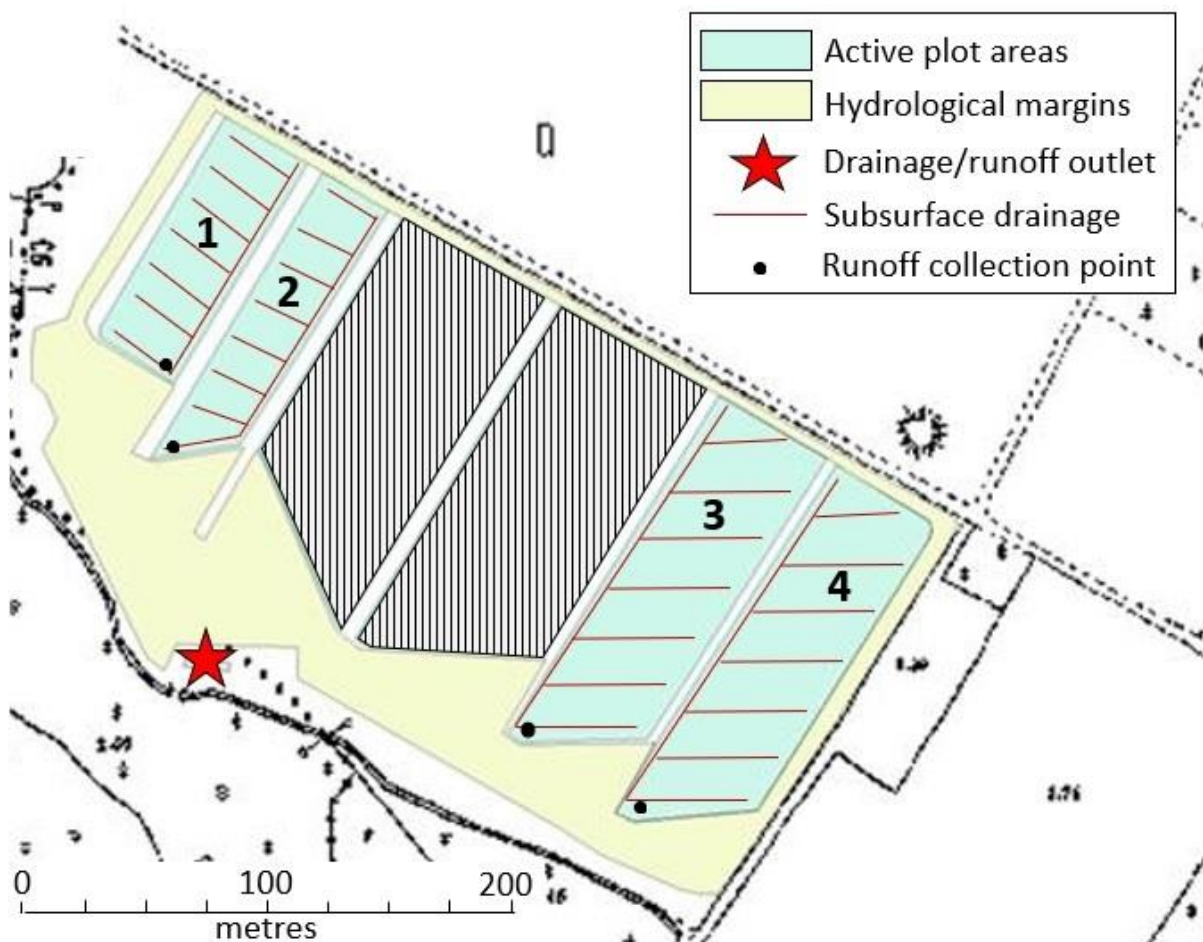 Active plot areas
Hydrological margins
Drainage/runoff outlet
Subsurface drainage
Runoff collection point
1
2
3
4
0
100
200
metres